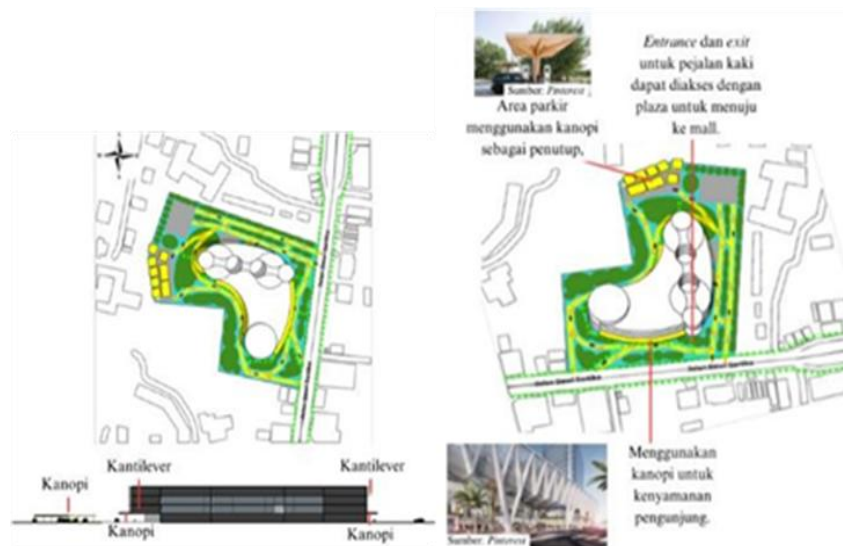 Sumber: Pinterest
Area parkir
menggunakan kanopi
sebagai penutup,
Entrance dan exit
untuk pejalan kaki
dapat diakses dengan
plaza untuk menuju
ke mall.
Kanopi
Kantilever
Kantilever
Kanopi
Kanopi
Menggunakan
kanopi untuk
kenyamanan
pengunjung.
Sumber: Pinterest